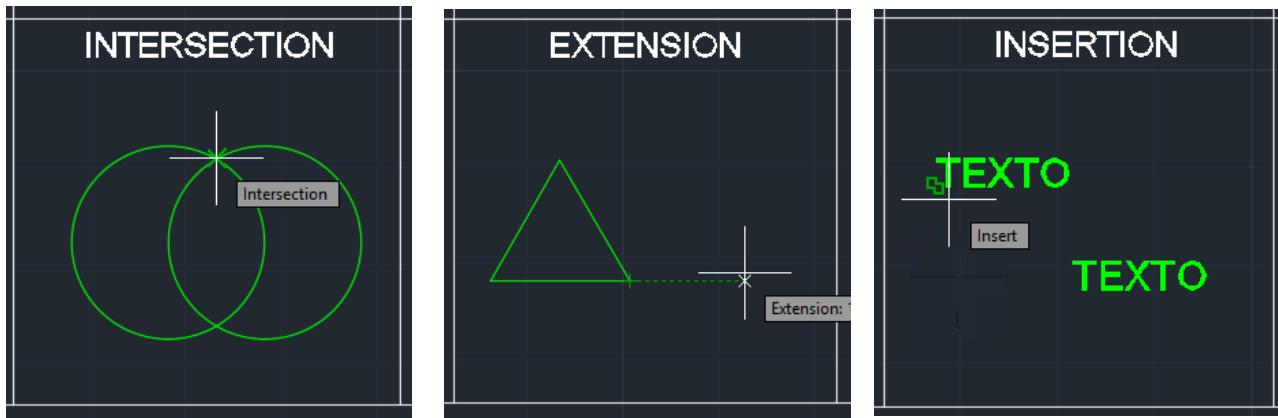 INTERSECTION
Intersection
EXTENSION
Extension:
INSERTION
TEXTO
Insert
TEXTO